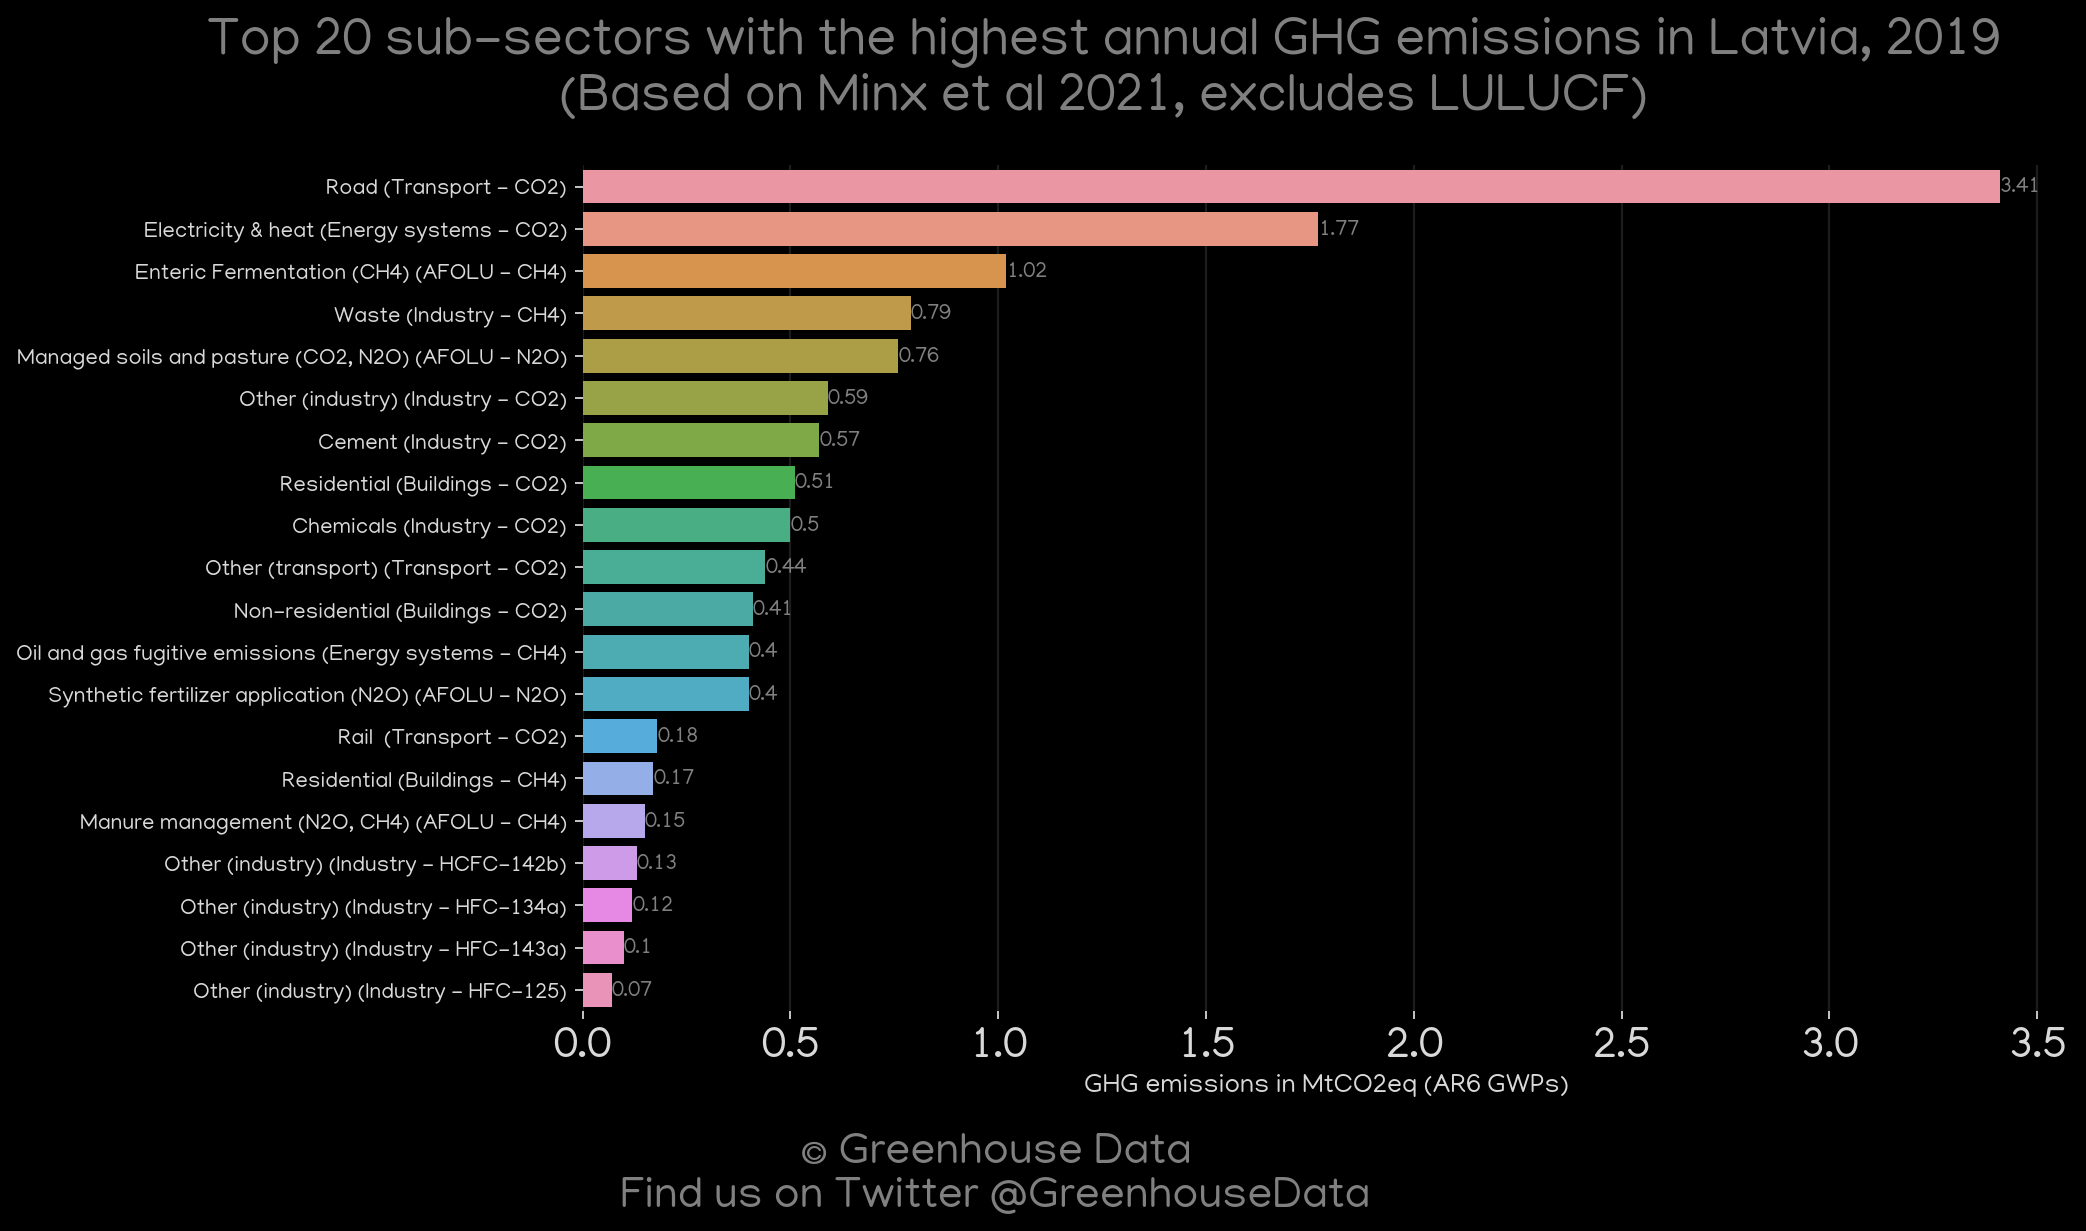 Top 20 sub-sectors with the highest annual GHG emissions in Latvia, 2019
(Based on Minx et al 2021, excludes LULUCF)
Road (Transport - CO2) 3.41
Electricity & heat (Energy systems - CO2) 1.77
Enteric Fermentation (CH4) (AFOLU - CH4) 1.02
Waste (Industry - CH4) 0.79
Managed soils and pasture (CO2, N2O) (AFOLU - N2O) 0.76
Other (industry) (Industry - CO2) 0.59
Cement (Industry - CO2) 0.57
Residential (Buildings - CO2) 0.51
Chemicals (Industry - CO2) 0.5
Other (transport) (Transport - CO2) 0.44
Non-residential (Buildings - CO2) 0.41
Oil and gas fugitive emissions (Energy systems - CH4) 0.4
Synthetic fertilizer application (N2O) (AFOLU - N2O) 0.4
Rail (Transport - CO2) 0.18
Residential (Buildings - CH4) 0.17
Manure management (N2O, CH4) (AFOLU - CH4) 0.15
Other (industry) (Industry - HCFC-142b) 0.13
Other (industry) (Industry - HFC-134a) 0.12
Other (industry) (Industry - HFC-143a) 0.1
Other (industry) (Industry - HFC-125) 0.07
0.0 0.5 1.0 1.5 2.0 2.5 3.0 3.5
GHG emissions in MtCO2eq (AR6 GWPs)
© Greenhouse Data
Find us on Twitter @GreenhouseData